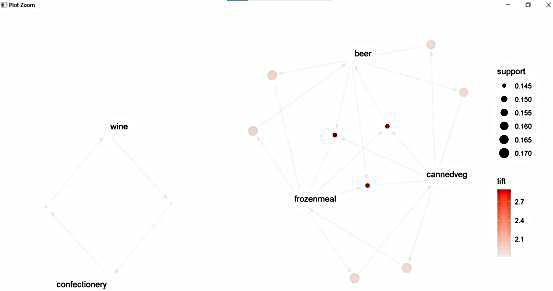 Plot Zoom
beer
support
0.145
0.150
wine
0.155
0.160
0.165
0.170
cannedveg
lift
frozenmeal
2.7
2.4
2.1
confectionery